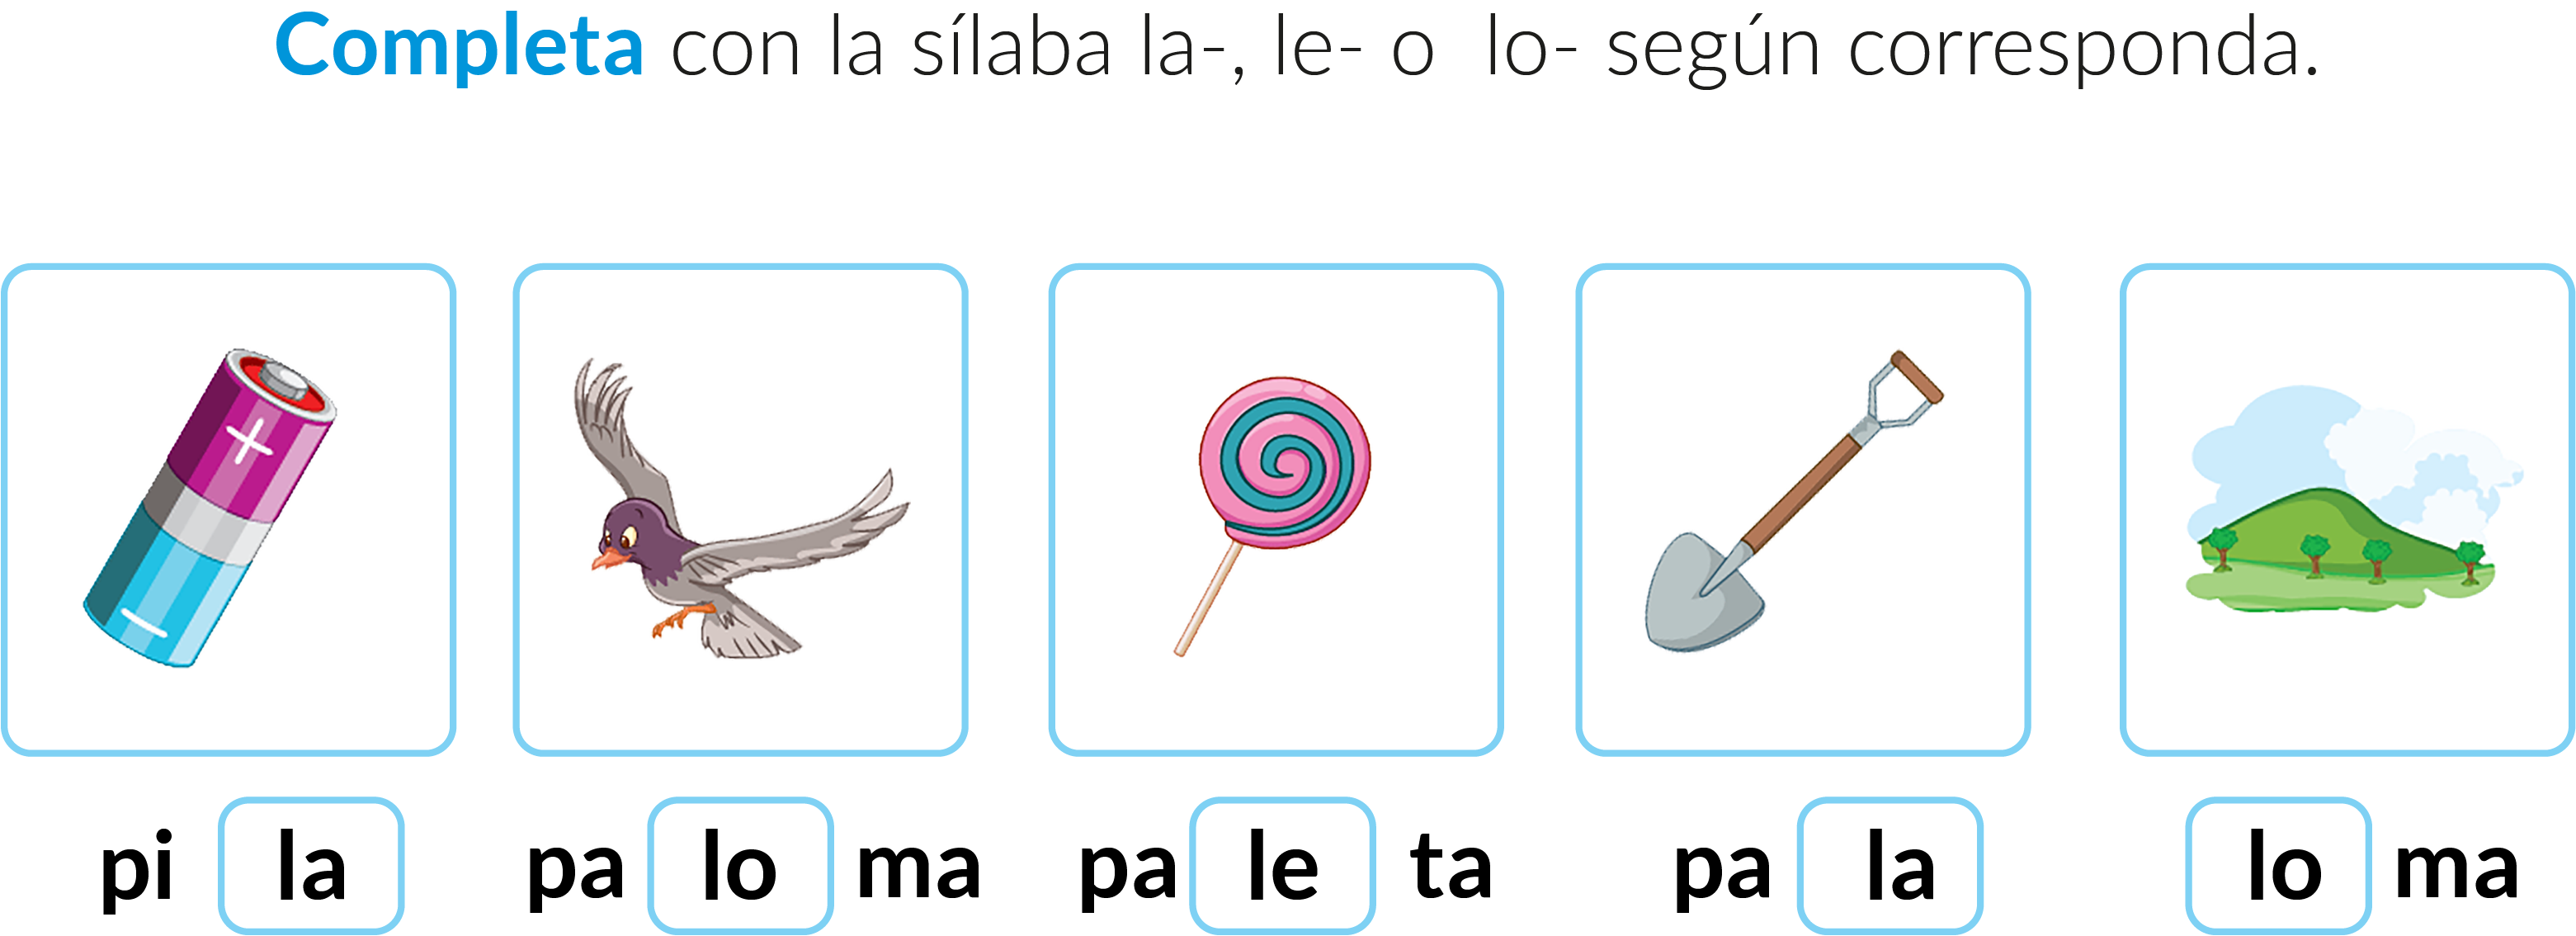 Completa con la sílaba la-, le- o lo- según corresponda.
+
–
pi la
pa lo ma
pa le ta
pa la
lo ma